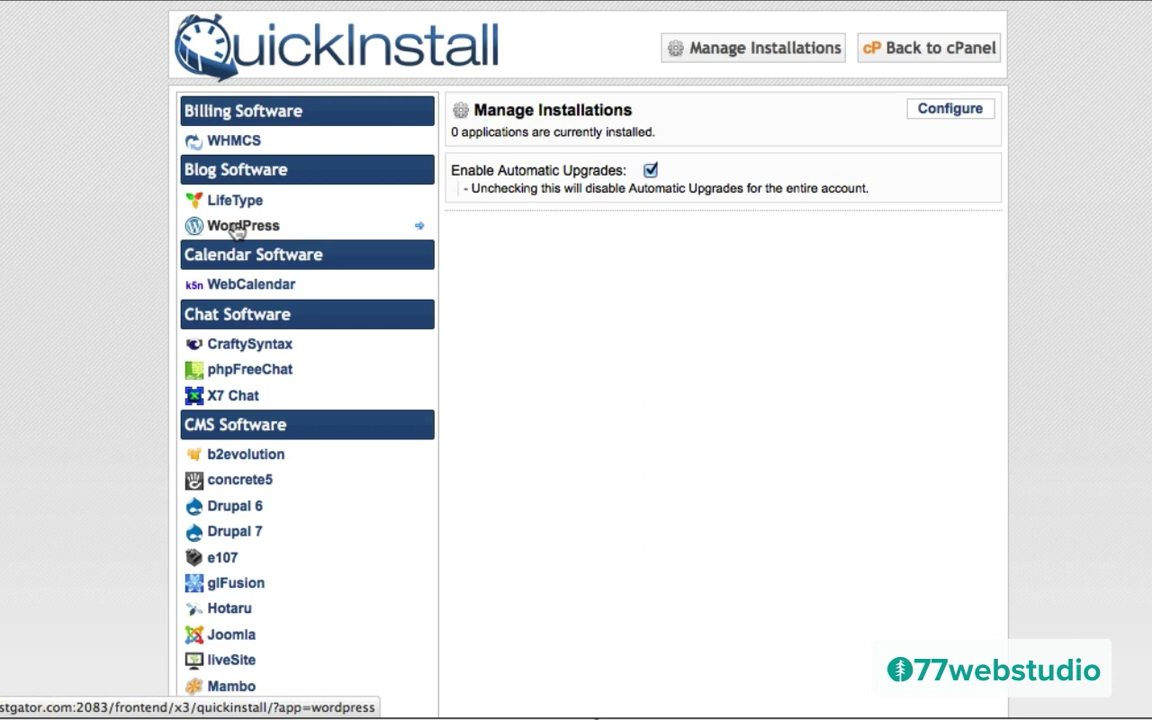 QuickInstall
Manage Installations
cP Back to cPanel
Billing Software
WHMCS
Blog Software
LifeType
WordPress
Calendar Software
k5n WebCalendar
Chat Software
CraftySyntax
phpFreeChat
X7 Chat
CMS Software
b2evolution
concrete5
Drupal 6
Drupal 7
e107
glFusion
Hotaru
Joomla
liveSite
Mambo
Manage Installations
Configure
0 applications are currently installed.
Enable Automatic Upgrades:
- Unchecking this will disable Automatic Upgrades for the entire account.
77webstudio
stgator.com:2083/frontend/x3/quickinstall/?app=wordpress